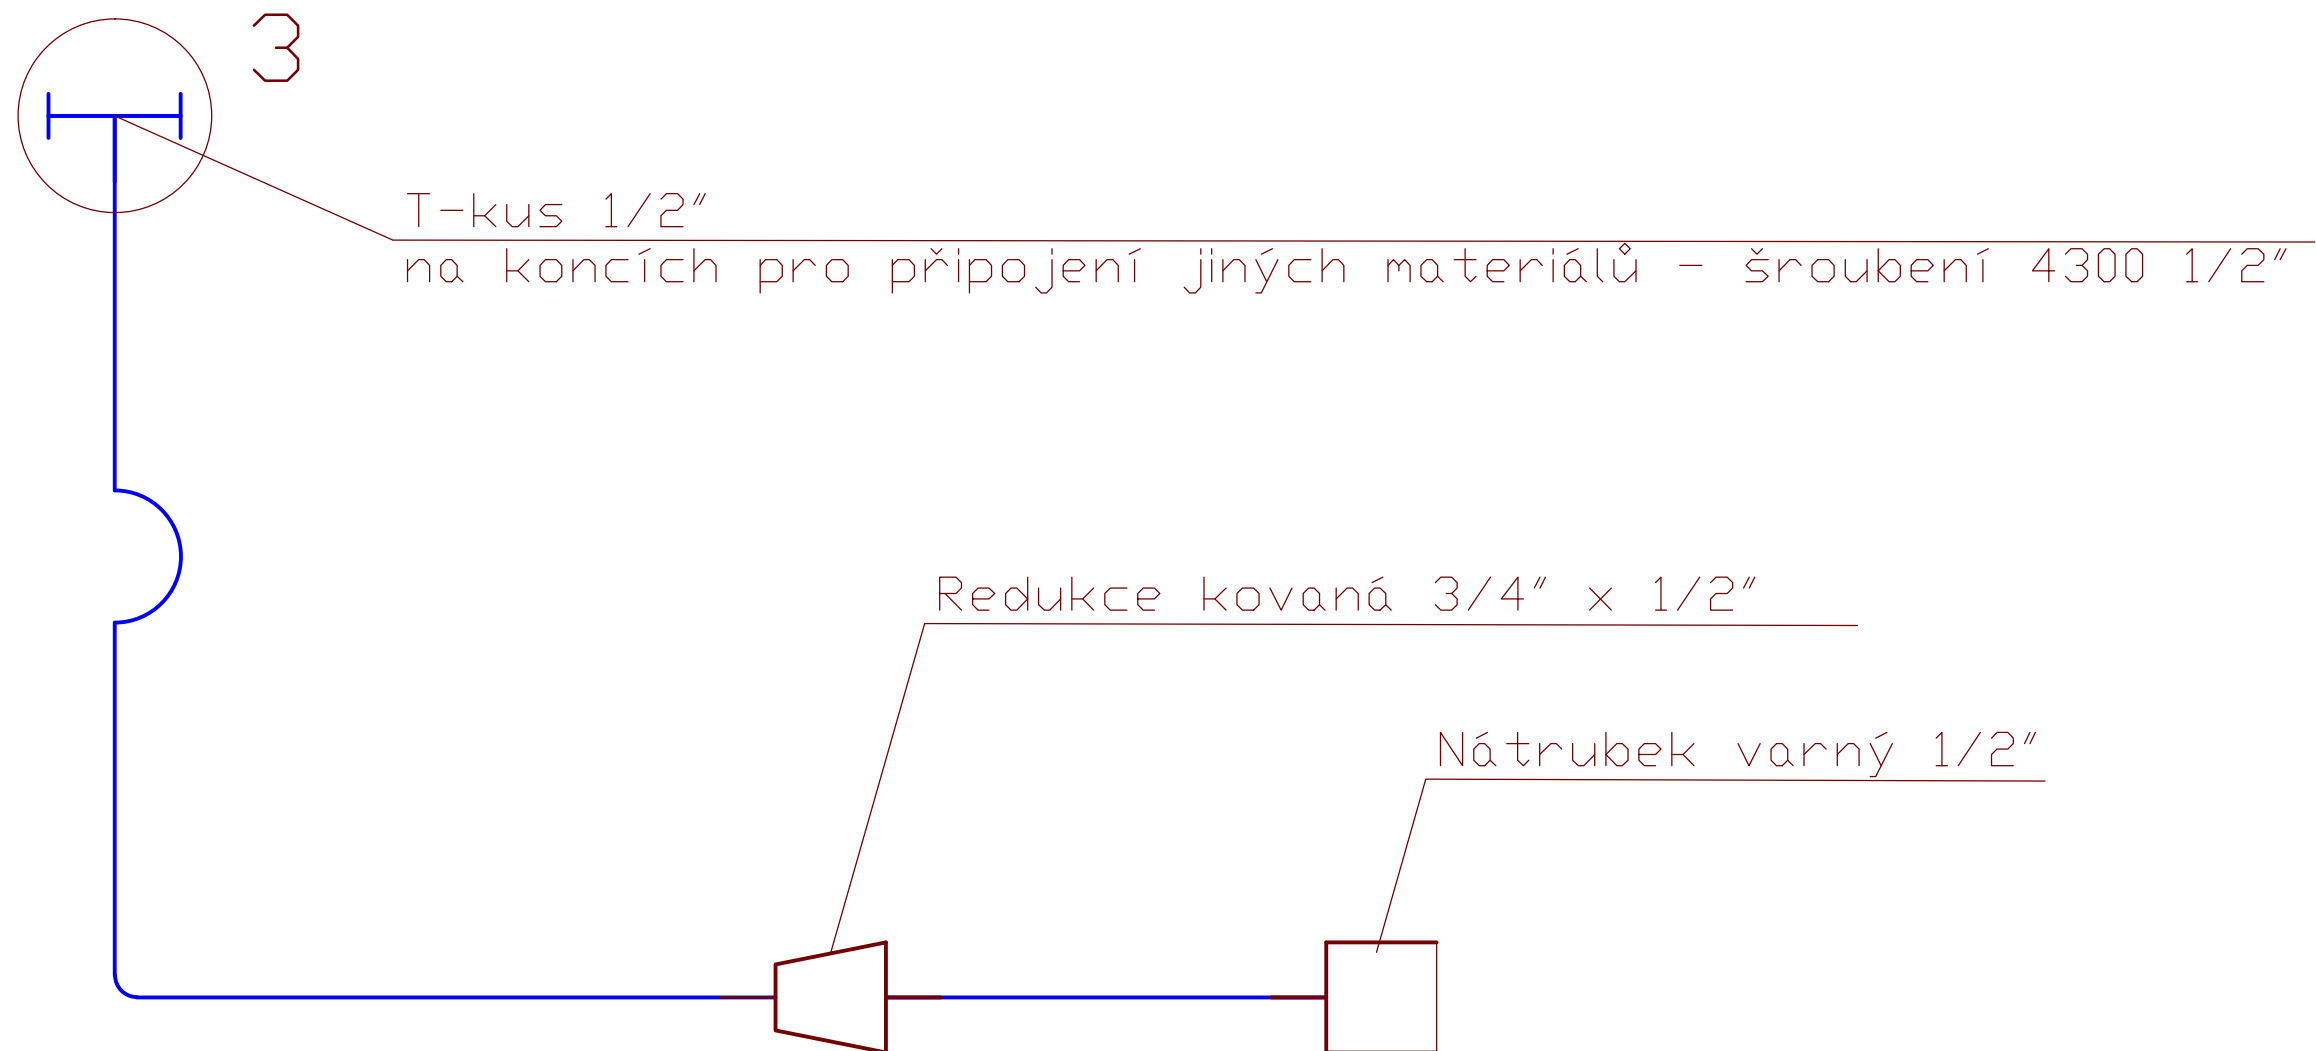 3
T-kus 1/2"
na koncích pro připojení jiných materiálů - šroubení 4300 1/2"
Redukce kovaná 3/4" x 1/2"
Nátrubek varný 1/2"